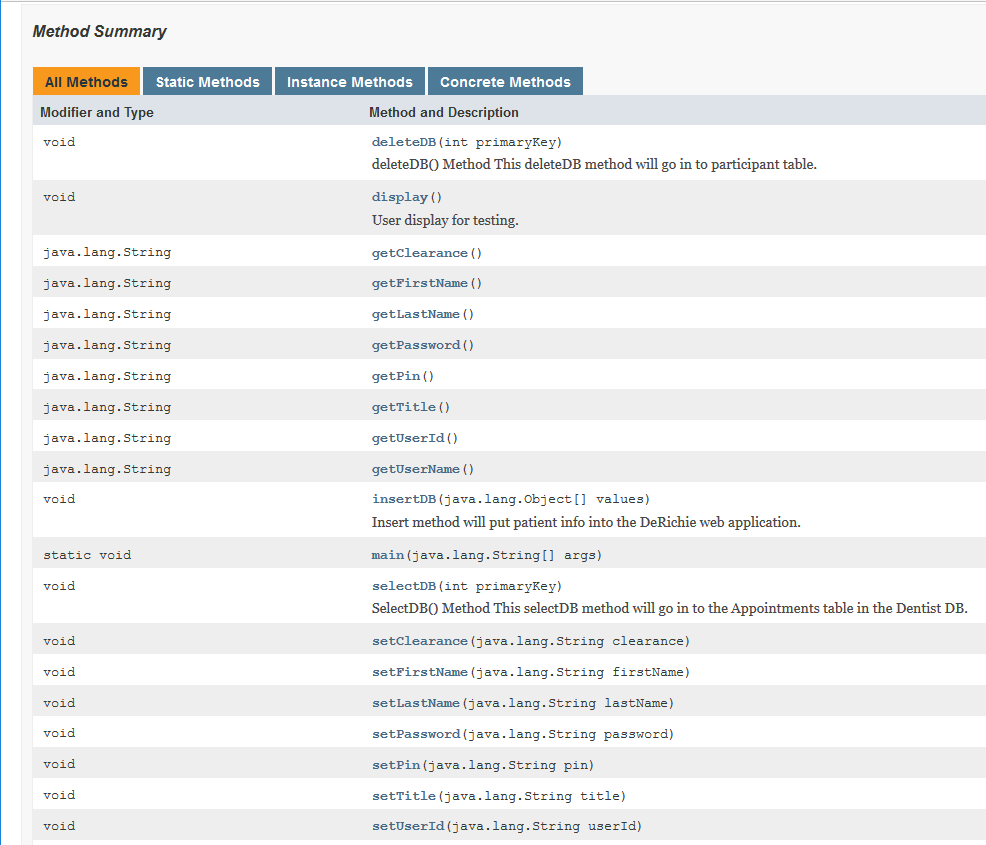 Method Summary
All Methods Static Methods Instance Methods Concrete Methods
Modifier and Type Method and Description
void deleteDB(int primaryKey)
deleteDB() Method This deleteDB method will go in to participant table.
void display()
User display for testing.
java.lang.String getClearance()
java.lang.String getFirstName()
java.lang.String getLastName()
java.lang.String getPassword()
java.lang.String getPin()
java.lang.String getTitle()
java.lang.String getUserId()
java.lang.String getUserName()
void insertDB(java.lang.Object[] values)
Insert method will put patient info into the DeRichie web application.
static void main(java.lang.String[] args)
void selectDB(int primaryKey)
SelectDB() Method This selectDB method will go in to the Appointments table in the Dentist DB.
void setClearance(java.lang.String clearance)
void setFirstName(java.lang.String firstName)
void setLastName(java.lang.String lastName)
void setPassword(java.lang.String password)
void setPin(java.lang.String pin)
void setTitle(java.lang.String title)
void setUserId(java.lang.String userId)